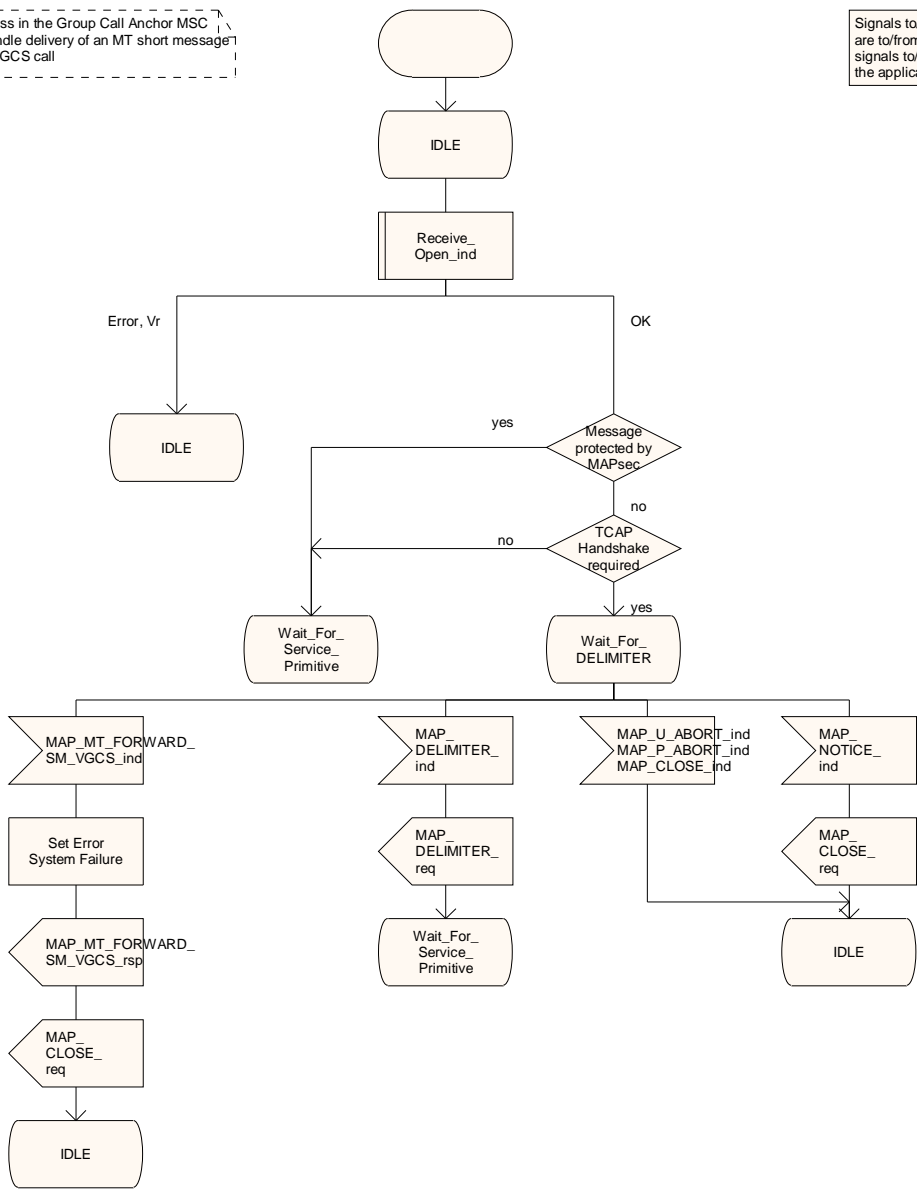 ss in the Group Call Anchor MSC
ndle delivery of an MT short message
GCS call
Signals to/
are to/from
signals to/
the applica
IDLE
Receive_
Open_ind
Error, Vr
OK
IDLE
yes
Message
protected by
MAPsec
no
no
TCAP
Handshake
required
yes
Wait_For_
Service_
Primitive
Wait_For_
DELIMITER
MAP_MT_FORWARD_
SM_VGCS_ind
MAP_
DELIMITER_
ind
MAP_U_ABORT_ind
MAP_P_ABORT_ind
MAP_CLOSE_ind
MAP_
NOTICE_
ind
Set Error
System Failure
MAP_
DELIMITER_
req
MAP_
CLOSE_
req
MAP_MT_FORWARD_
SM_VGCS_rsp
Wait_For_
Service_
Primitive
IDLE
MAP_
CLOSE_
req
IDLE